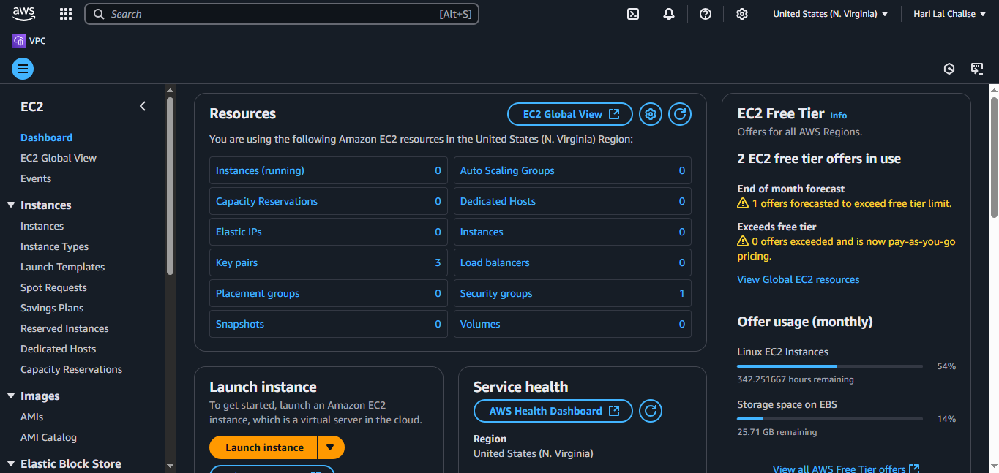 aws
Search
[Alt+S]
United States (N. Virginia)
Hari Lal Chalise
VPC
EC2
Dashboard
EC2 Global View
Events
Instances
Instances
Instance Types
Launch Templates
Spot Requests
Savings Plans
Reserved Instances
Dedicated Hosts
Capacity Reservations
Images
AMIs
AMI Catalog
Elastic Block Store
Resources
EC2 Global View
You are using the following Amazon EC2 resources in the United States (N. Virginia) Region:
Instances (running) 0
Auto Scaling Groups 0
Capacity Reservations 0
Dedicated Hosts 0
Elastic IPs 0
Instances 0
Key pairs 3
Load balancers 0
Placement groups 0
Security groups 1
Snapshots 0
Volumes 0
Launch instance
To get started, launch an Amazon EC2
instance, which is a virtual server in the cloud.
Launch instance
Service health
AWS Health Dashboard
Region
United States (N. Virginia)
EC2 Free Tier Info
Offers for all AWS Regions.
2 EC2 free tier offers in use
End of month forecast
1 offers forecasted to exceed free tier limit.
Exceeds free tier
0 offers exceeded and is now pay-as-you-go
pricing.
View Global EC2 resources
Offer usage (monthly)
Linux EC2 Instances
54%
342.251667 hours remaining
Storage space on EBS
14%
25.71 GB remaining
View all AWS Free Tier offers